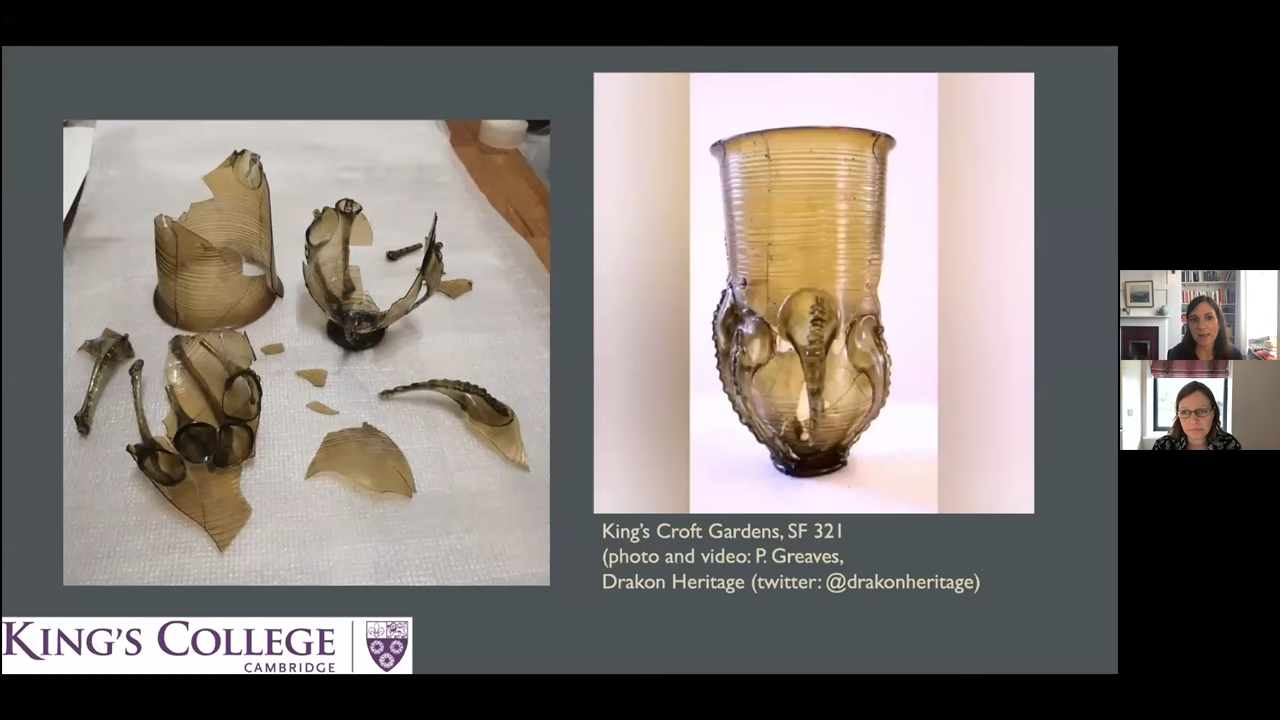 King's Croft Gardens, SF 321
(photo and video: P. Greaves,
Drakon Heritage (twitter: @drakonheritage)
KING'S COLLEGE
CAMBRIDGE